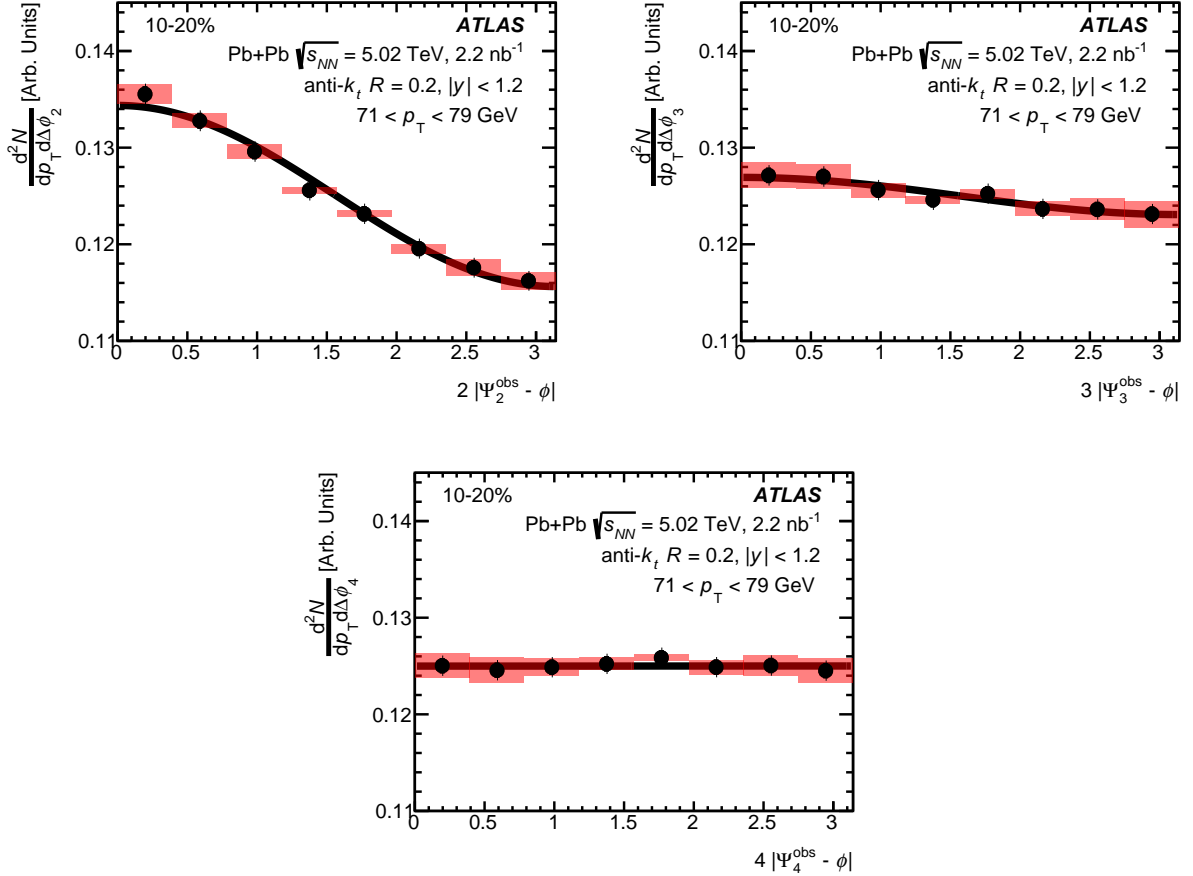 10-20% ATLAS
Pb+Pb √s_NN = 5.02 TeV, 2.2 nb⁻¹
anti-k_t R = 0.2, |y| < 1.2
71 < p_T < 79 GeV
d²N / dp_T dΔϕ₂ [Arb. Units]
0.14
0.13
0.12
0.11
0 0.5 1 1.5 2 2.5 3
2 |Ψ₂^obs - ϕ|
10-20% ATLAS
Pb+Pb √s_NN = 5.02 TeV, 2.2 nb⁻¹
anti-k_t R = 0.2, |y| < 1.2
71 < p_T < 79 GeV
d²N / dp_T dΔϕ₃ [Arb. Units]
0.14
0.13
0.12
0.11
0 0.5 1 1.5 2 2.5 3
3 |Ψ₃^obs - ϕ|
10-20% ATLAS
Pb+Pb √s_NN = 5.02 TeV, 2.2 nb⁻¹
anti-k_t R = 0.2, |y| < 1.2
71 < p_T < 79 GeV
d²N / dp_T dΔϕ₄ [Arb. Units]
0.14
0.13
0.12
0.11
0 0.5 1 1.5 2 2.5 3
4 |Ψ₄^obs - ϕ|